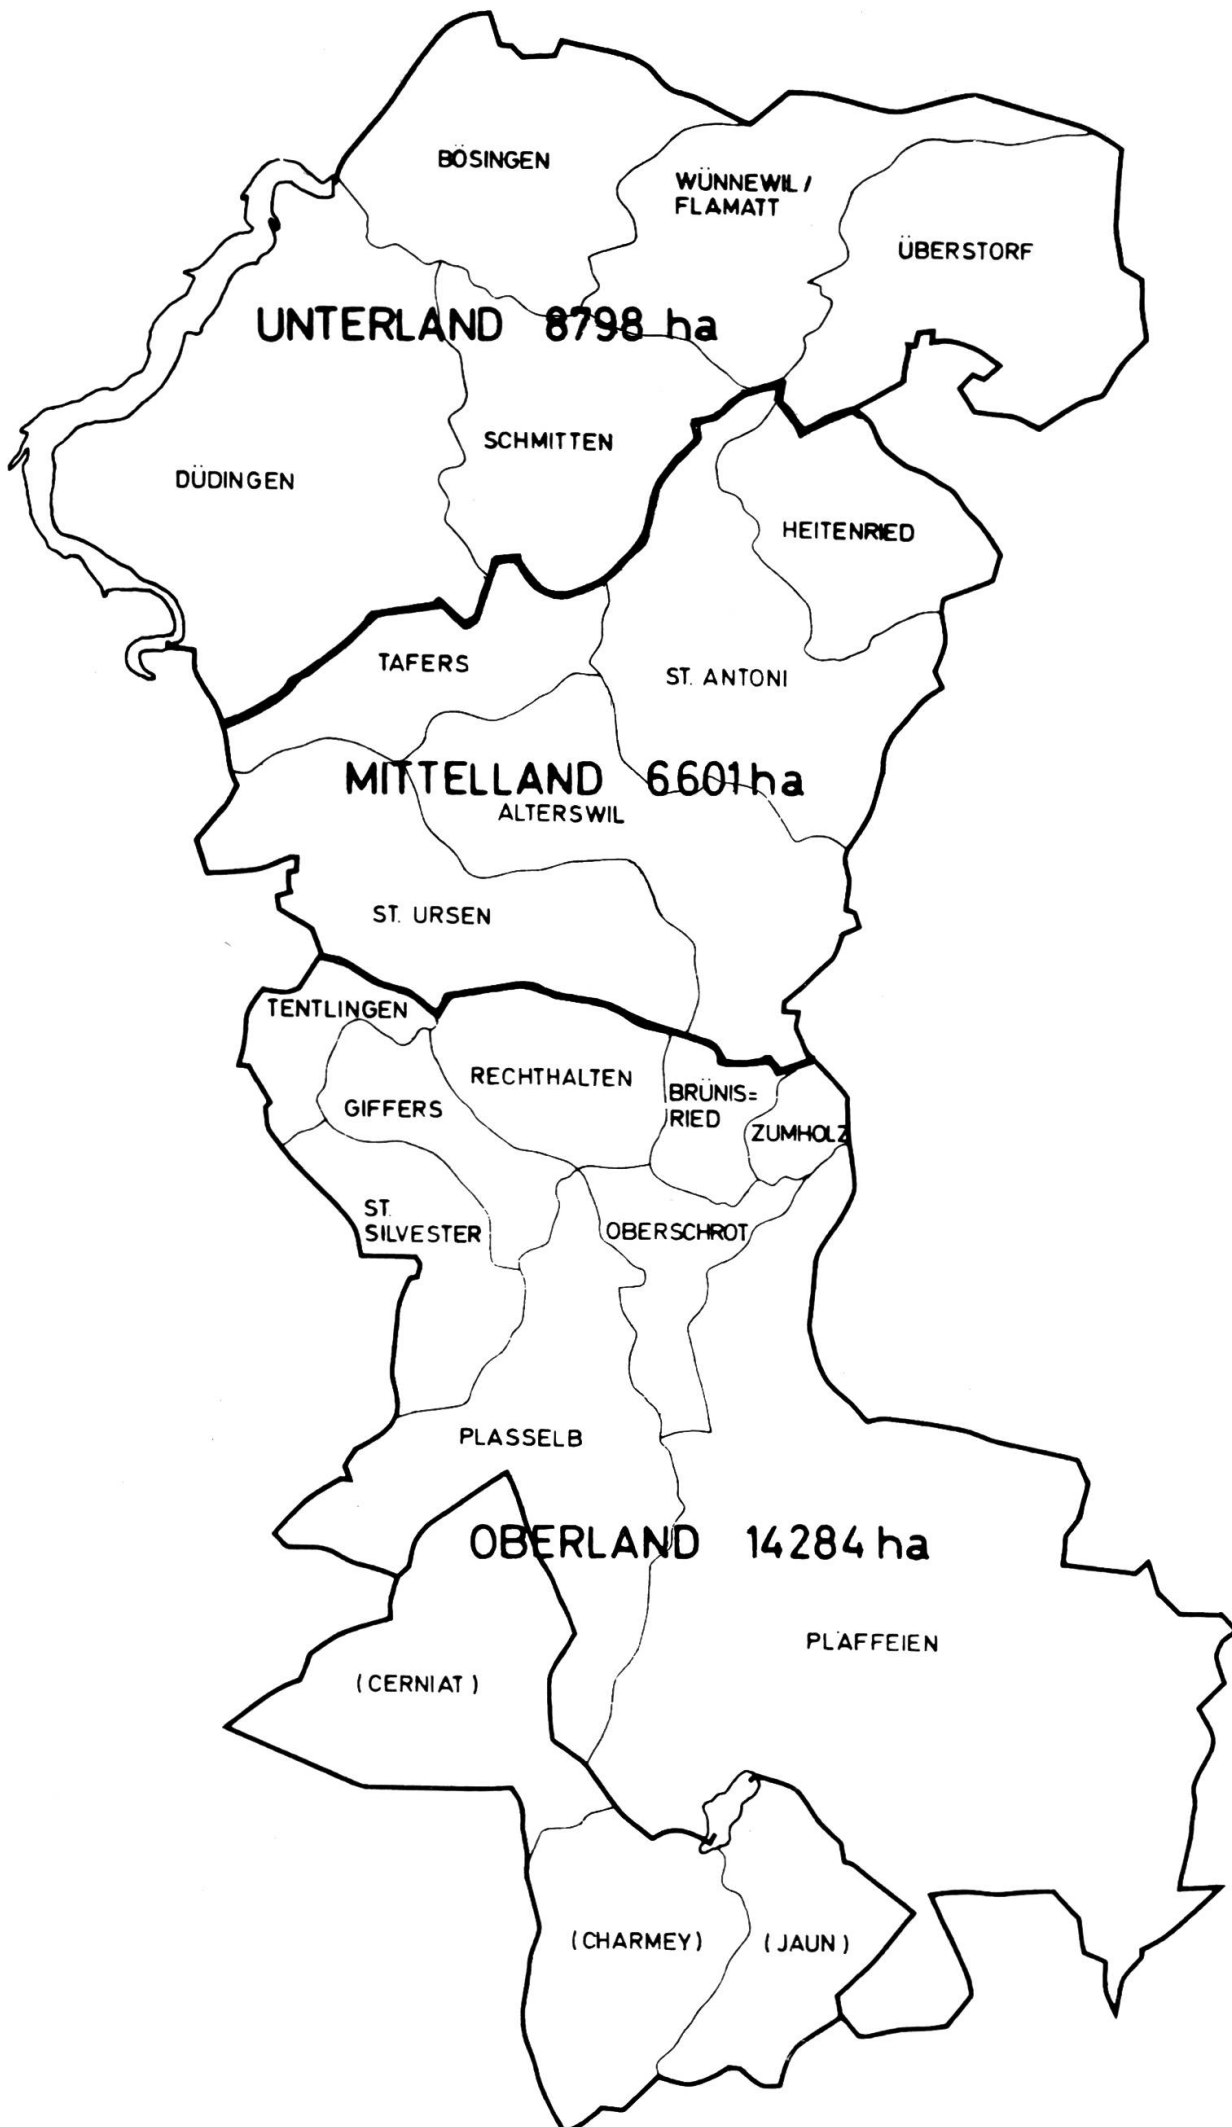 BÖSINGEN
WÜNNEWIL /
FLAMATT
ÜBERSTORF
UNTERLAND 8798 ha
SCHMITTEN
DÜDINGEN
HEITENRIED
TAFERS
ST. ANTONI
MITTELLAND 6601 ha
ALTERSWIL
ST. URSEN
TENTLINGEN
RECHTHALTEN
BRÜNIS=
RIED
GIFFERS
ZUMHOLZ
ST.
SILVESTER
OBERSCHROT
PLASSELB
OBERLAND 14284 ha
PLAFFEIEN
(CERNIAT)
(CHARMEY)
(JAUN)